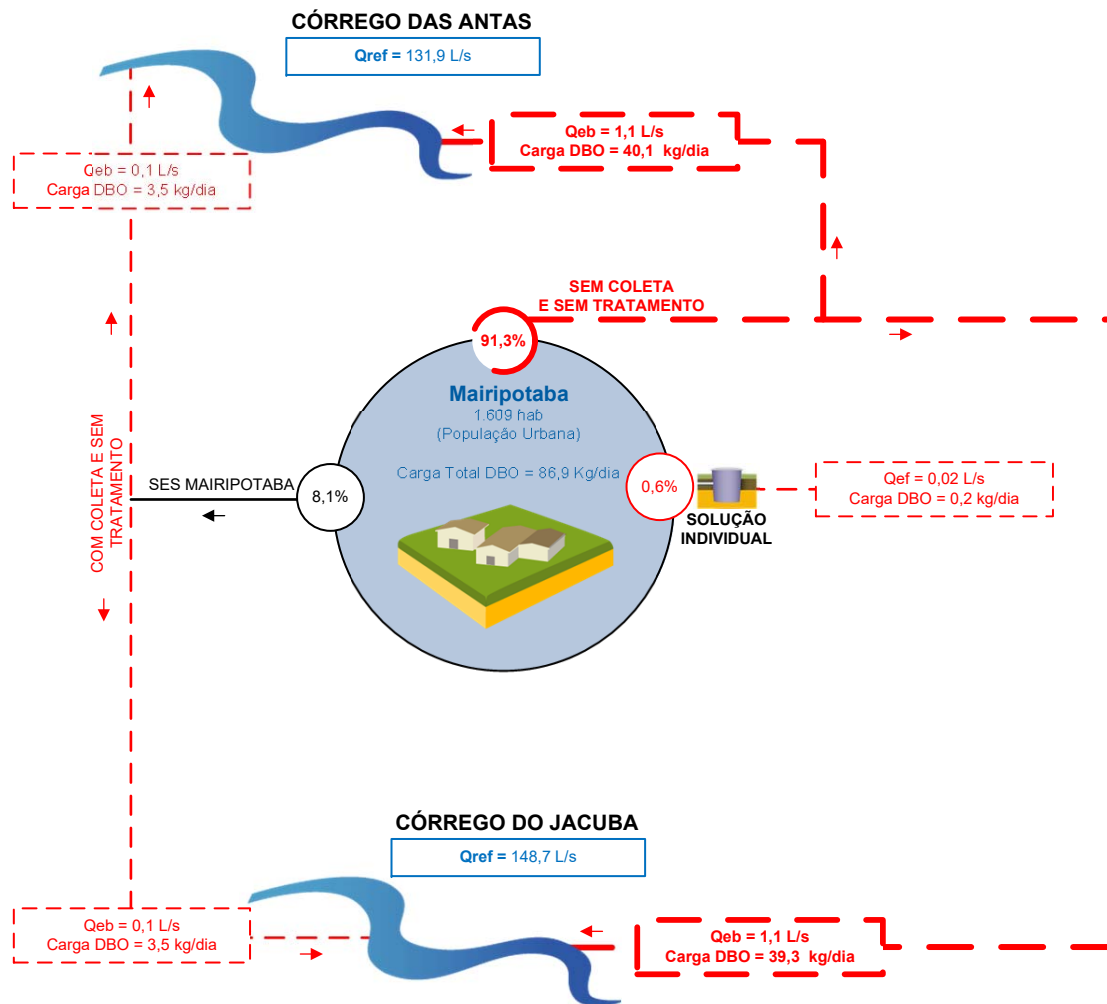 CÓRREGO DAS ANTAS
Qref = 131,9 L/s
Qeb = 1,1 L/s
Carga DBO = 40,1 kg/dia
Qeb = 0,1 L/s
Carga DBO = 3,5 kg/dia
SEM COLETA
E SEM TRATAMENTO
91,3%
Mairipotaba
1.609 hab
(População Urbana)
Carga Total DBO = 86,9 Kg/dia
COM COLETA E SEM
TRATAMENTO
SES MAIRIPOTABA
8,1%
0,6%
SOLUÇÃO
INDIVIDUAL
Qef = 0,02 L/s
Carga DBO = 0,2 kg/dia
CÓRREGO DO JACUBA
Qref = 148,7 L/s
Qeb = 0,1 L/s
Carga DBO = 3,5 kg/dia
Qeb = 1,1 L/s
Carga DBO = 39,3 kg/dia